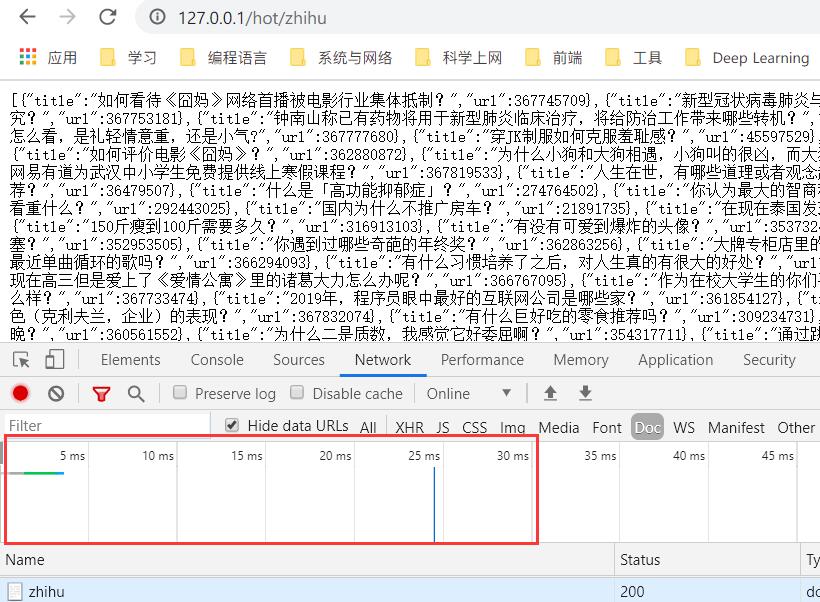 127.0.0.1/hot/zhihu
应用 学习 编程语言 系统与网络 科学上网 前端 工具 Deep Learning
[{"title":"如何看待《囧妈》网络首播被电影行业集体抵制？","url":367745709},{"title":"新型冠状病毒肺炎与
究？","url":367753181},{"title":"钟南山称已有药物将用于新型肺炎临床治疗，将给防治工作带来哪些转机？",
怎么看，是礼轻情意重，还是小气?","url":367777680},{"title":"穿JK制服如何克服羞耻感？","url":45597529},
{"title":"如何评价电影《囧妈》？","url":362880872},{"title":"为什么小狗和大狗相遇，小狗叫的很凶，而大
网易有道为武汉中小学生免费提供线上寒假课程？","url":367819533},{"title":"人生在世，有哪些道理或者观念
荐？","url":36479507},{"title":"什么是「高功能抑郁症」？","url":274764502},{"title":"你认为最大的智商
看重什么？","url":292443025},{"title":"国内为什么不推广房车？","url":21891735},{"title":"在现在泰国发
{"title":"150斤瘦到100斤需要多久？","url":316913103},{"title":"有没有可爱到爆炸的头像？","url":353732
塞？","url":352953505},{"title":"你遇到过哪些奇葩的年终奖？","url":362863256},{"title":"大牌专柜店里的
最近单曲循环的歌吗？","url":366294093},{"title":"有什么习惯培养了之后，对人生真的有很大的好处？","url"
现在高三但是爱上了《爱情公寓》里的诸葛大力怎么办呢？","url":366767095},{"title":"作为在校大学生的你们
么样？","url":367733474},{"title":"2019年，程序员眼中最好的互联网公司是哪些家？","url":361854127},{"t
色（克利夫兰，企业）的表现？","url":367832074},{"title":"有什么巨好吃的零食推荐吗？","url":309234731}
晚？","url":360561552},{"title":"为什么二是质数，我感觉它好委屈啊？","url":354317711},{"title":"通过跳
Elements Console Sources Network Performance Memory Application Security
Preserve log Disable cache Online
Filter Hide data URLs All XHR JS CSS Img Media Font Doc WS Manifest Other
5 ms 10 ms 15 ms 20 ms 25 ms 30 ms 35 ms 40 ms 45 ms
Name Status Ty
zhihu 200 do